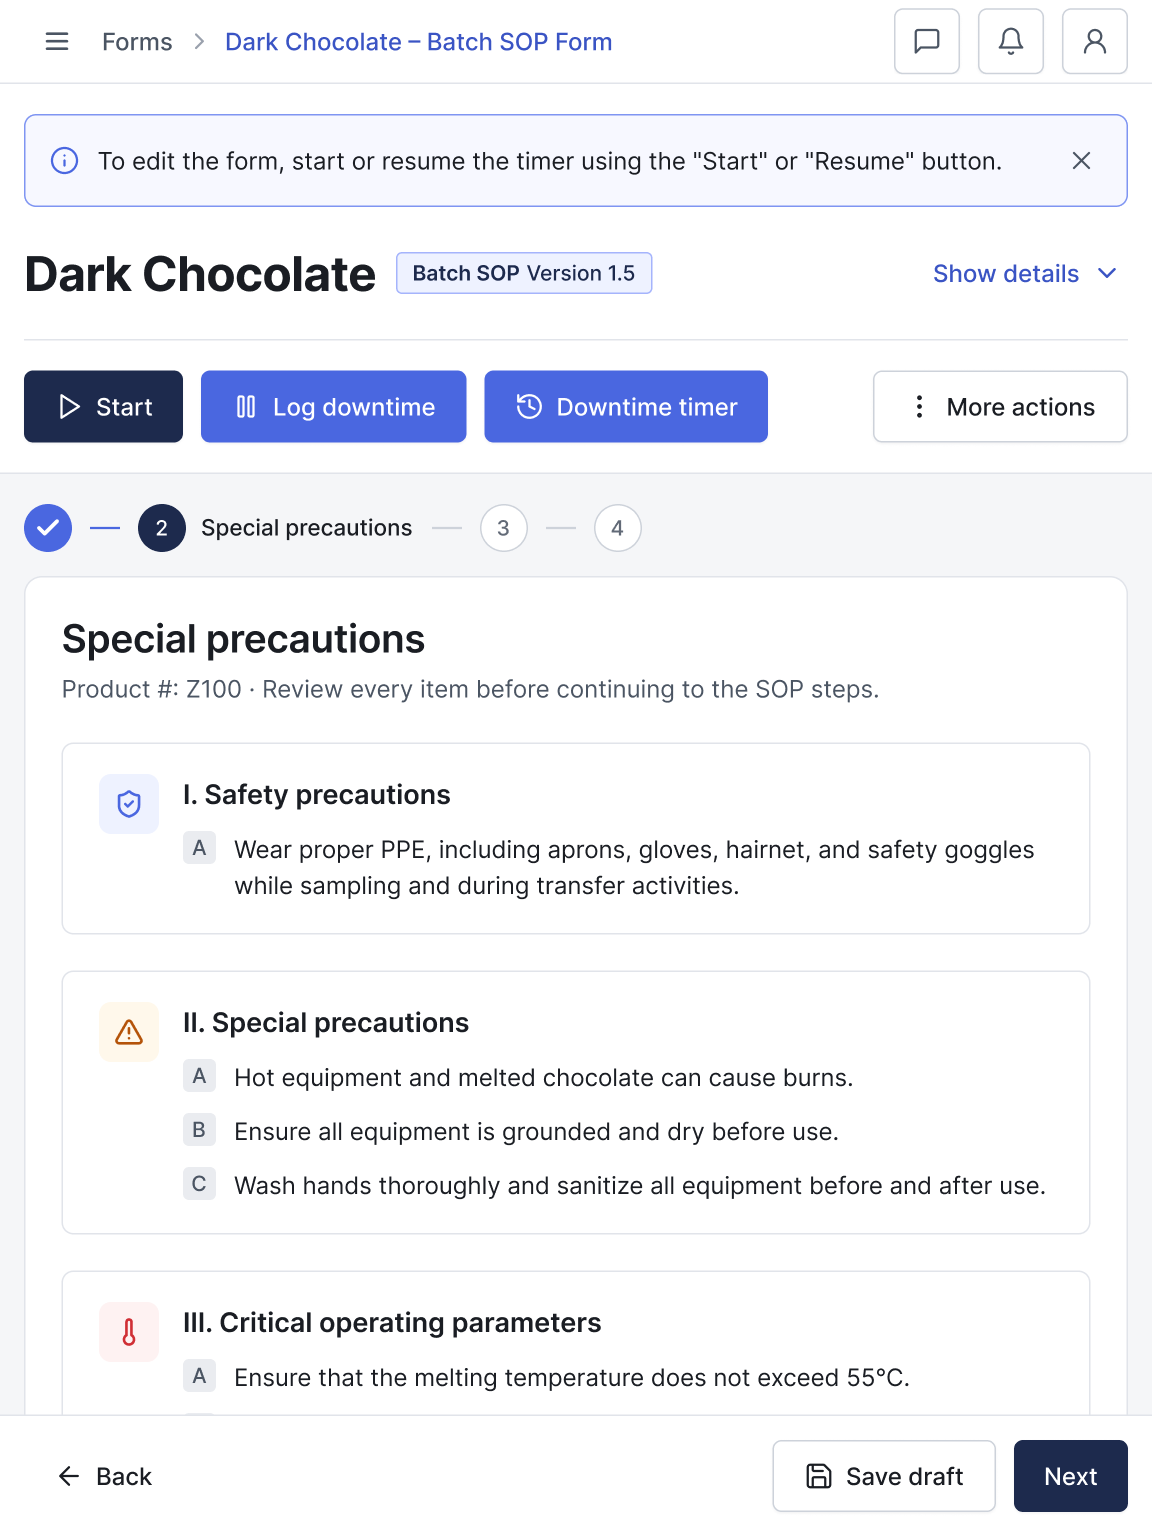 Forms
Dark Chocolate – Batch SOP Form
To edit the form, start or resume the timer using the "Start" or "Resume" button.
Dark Chocolate
Batch SOP Version 1.5
Show details
Start
Log downtime
Downtime timer
More actions
2
Special precautions
3
4
Special precautions
Product #: Z100 · Review every item before continuing to the SOP steps.
I. Safety precautions
A
Wear proper PPE, including aprons, gloves, hairnet, and safety goggles
while sampling and during transfer activities.
II. Special precautions
A
Hot equipment and melted chocolate can cause burns.
B
Ensure all equipment is grounded and dry before use.
C
Wash hands thoroughly and sanitize all equipment before and after use.
III. Critical operating parameters
A
Ensure that the melting temperature does not exceed 55°C.
Back
Save draft
Next